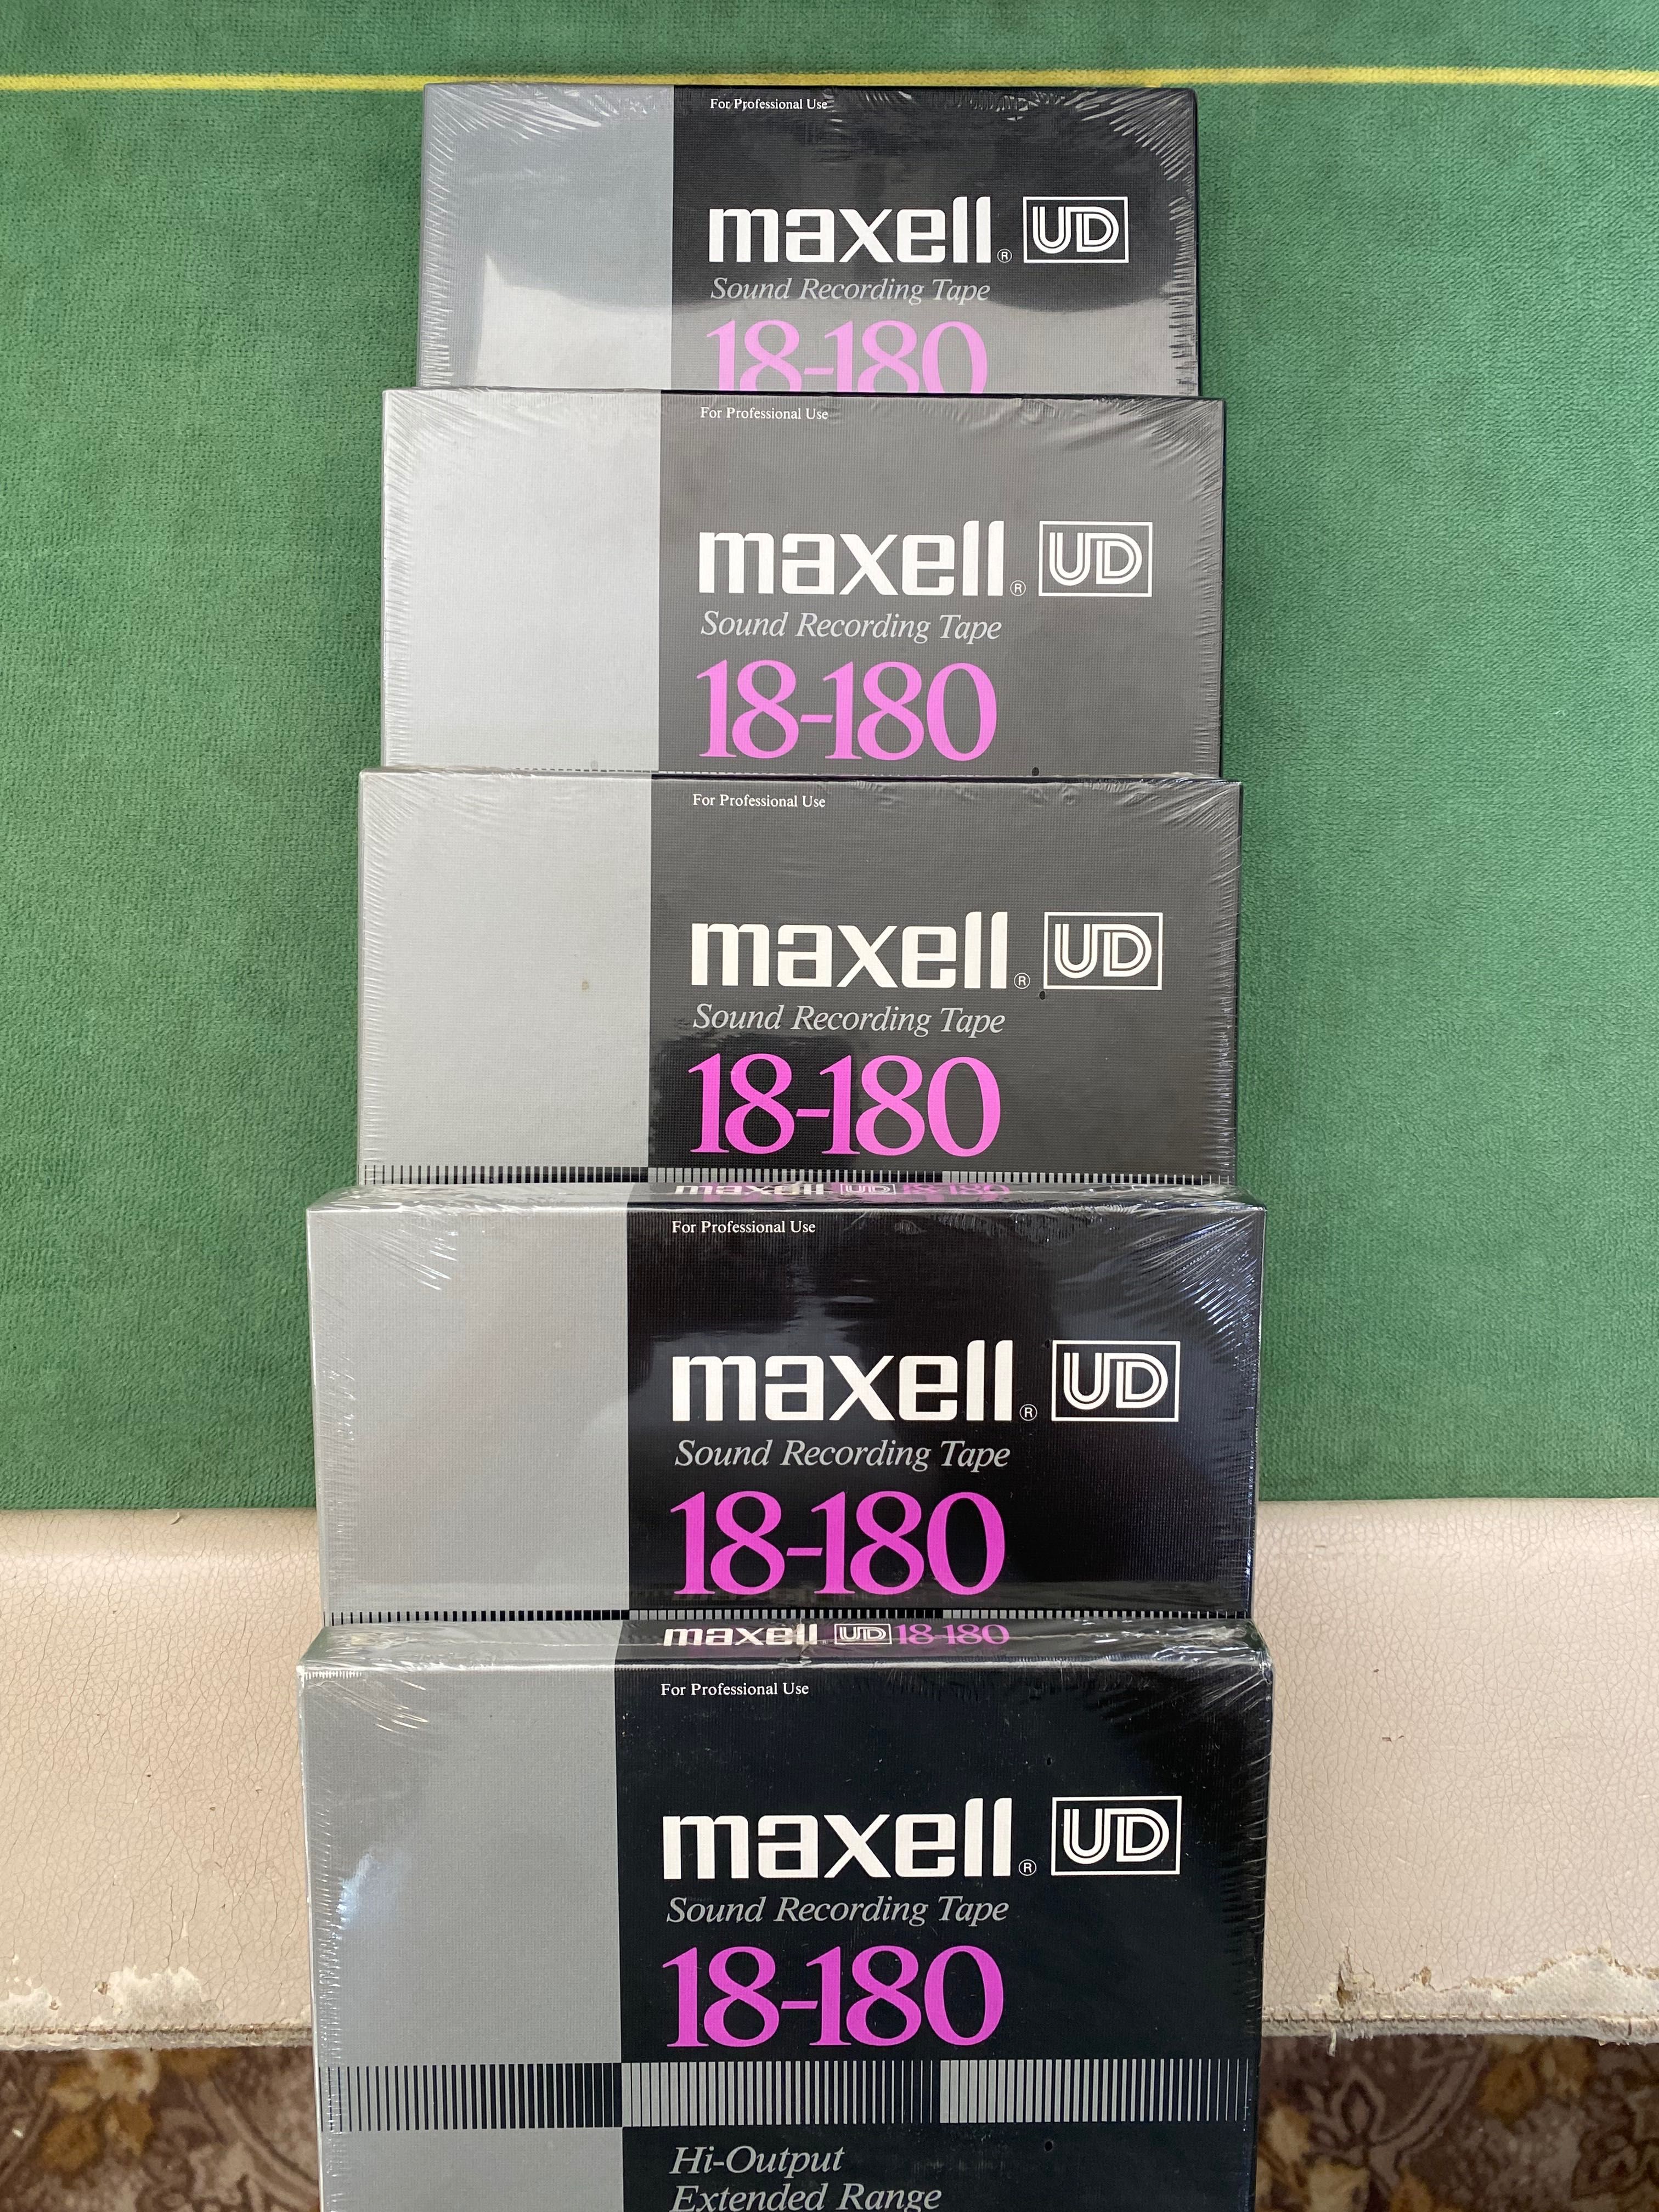 For Professional Use
maxell® UD
Sound Recording Tape
18-180
For Professional Use
maxell® UD
Sound Recording Tape
18-180
For Professional Use
maxell® UD
Sound Recording Tape
18-180
maxell UD 18-180
For Professional Use
maxell® UD
Sound Recording Tape
18-180
maxell® UD 18-180
For Professional Use
maxell® UD
Sound Recording Tape
18-180
Hi-Output
Extended Range